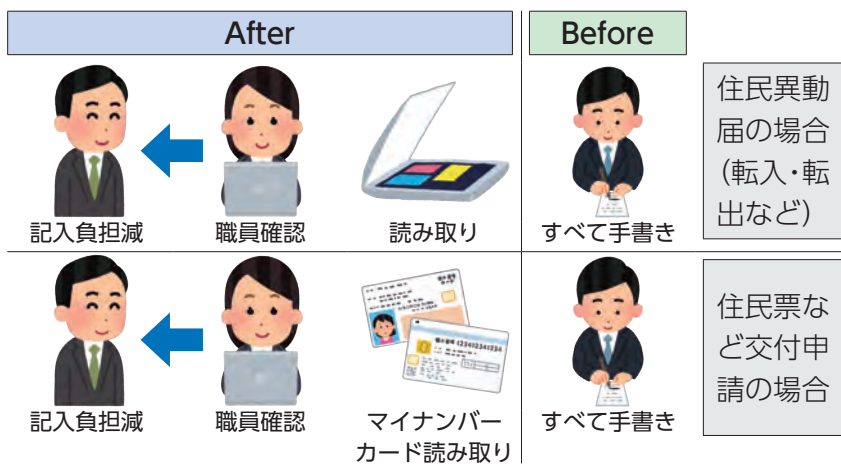 After
Before
住民異動
届の場合
（転入・転
出など）
すべて手書き
読み取り
職員確認
記入負担減
住民票な
ど交付申
請の場合
すべて手書き
マイナンバー
カード読み取り
123412341234
職員確認
記入負担減